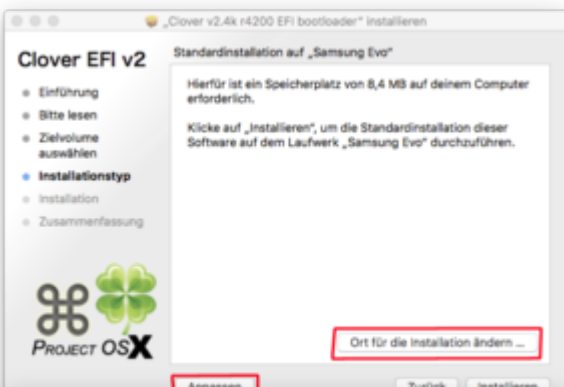 „Clover v2.4k r4200 EFI bootloader" installieren
Clover EFI v2
Standardinstallation auf „Samsung Evo"
Hierfür ist ein Speicherplatz von 8,4 MB auf deinem Computer
erforderlich.
Klicke auf „Installieren", um die Standardinstallation dieser
Software auf dem Laufwerk „Samsung Evo" durchzuführen.
Einführung
Bitte lesen
Zielvolume
auswählen
Installationstyp
Installation
Zusammenfassung
PROJECT OSX
Ort für die Installation ändern ...
Anpassen
Zurück
Installieren